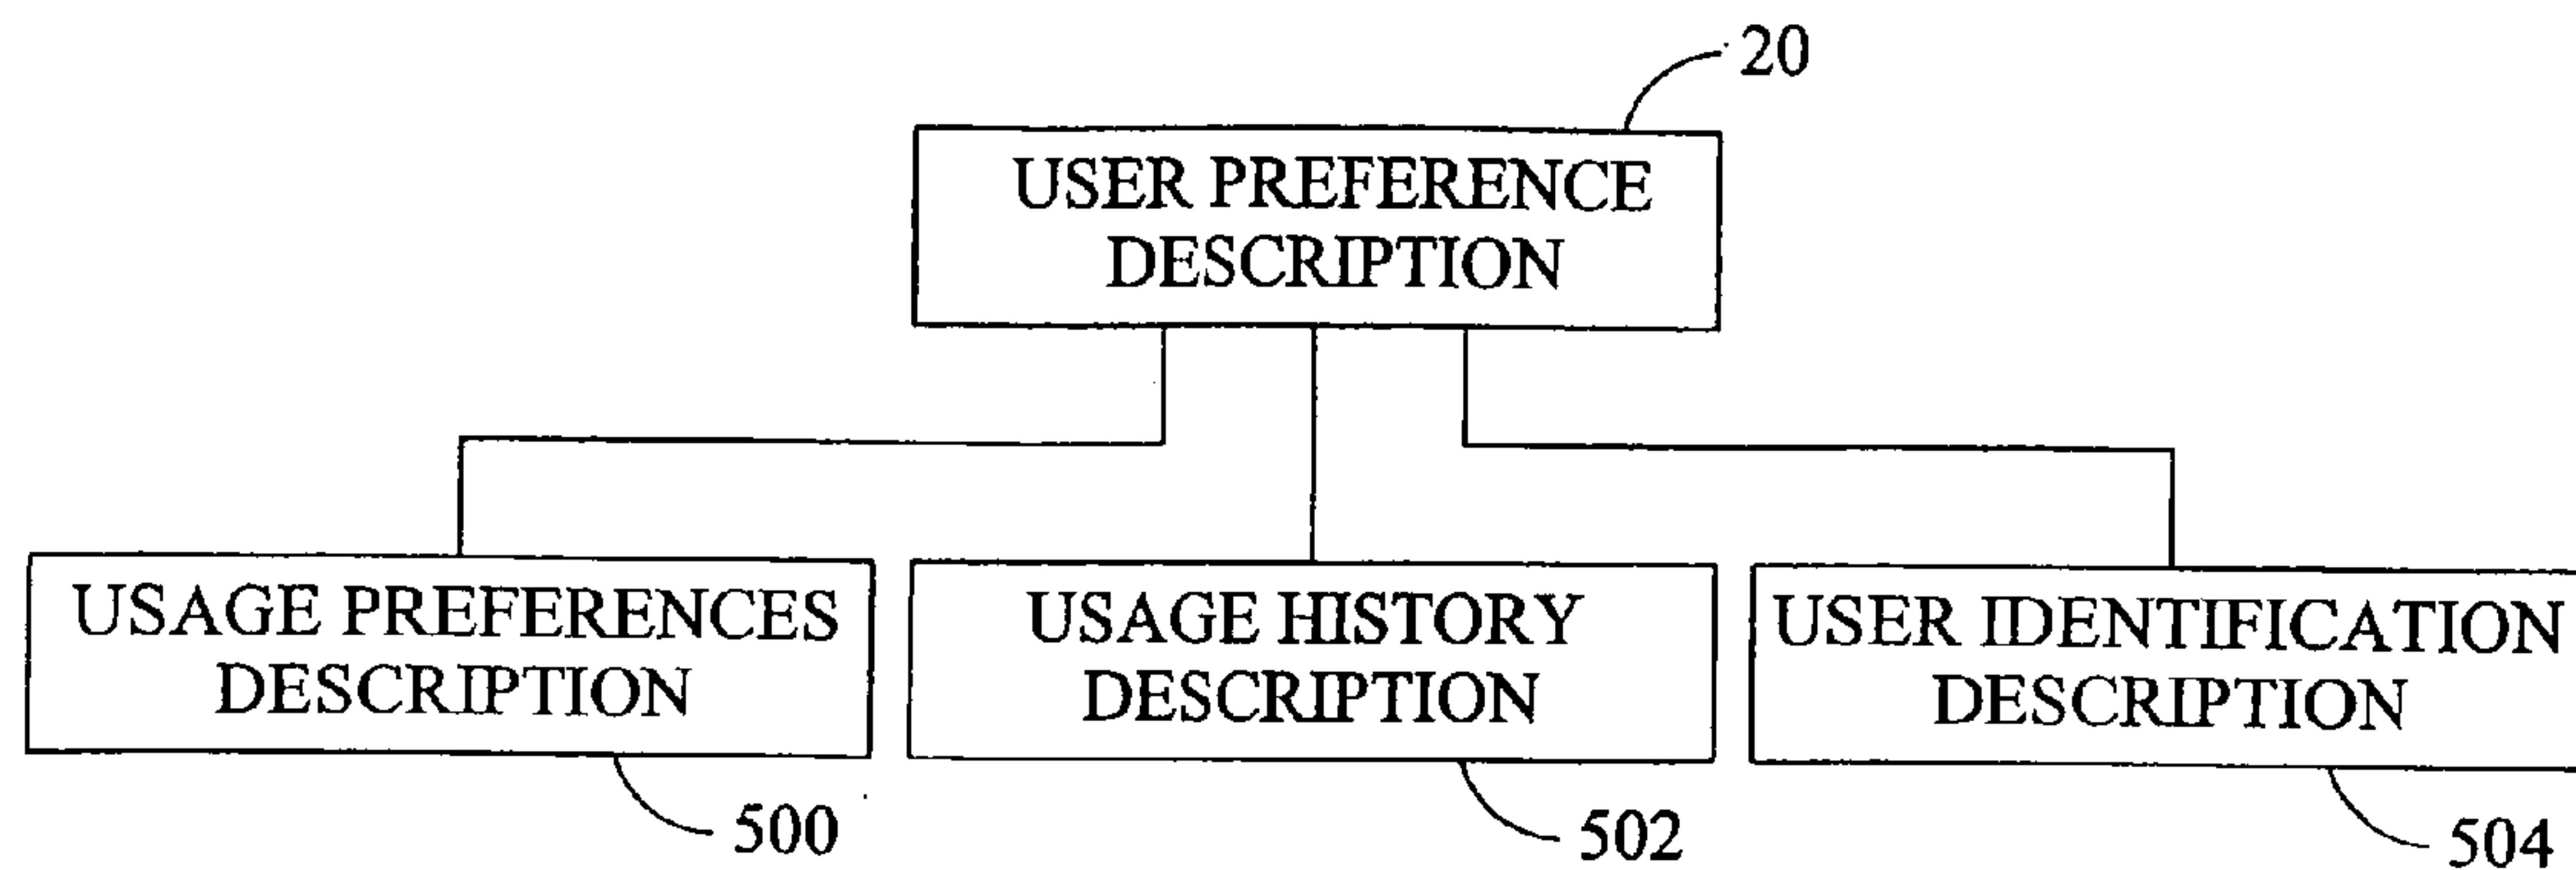 20
USER PREFERENCE
DESCRIPTION
USAGE PREFERENCES
DESCRIPTION
500
USAGE HISTORY
DESCRIPTION
502
USER IDENTIFICATION
DESCRIPTION
504